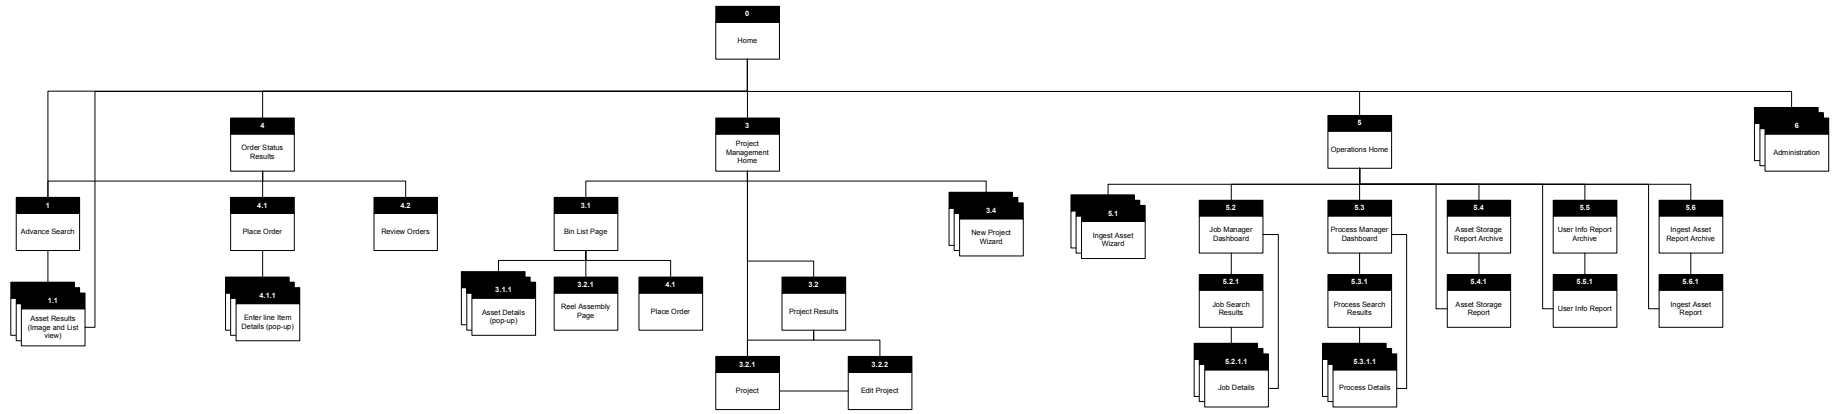 0
Home
4
Order Status
Results
3
Project
Management
Home
5
Operations Home
6
Administration
1
Advance Search
4.1
Place Order
4.2
Review Orders
3.1
Bin List Page
3.4
New Project
Wizard
5.1
Ingest Asset
Wizard
5.2
Job Manager
Dashboard
5.3
Process Manager
Dashboard
5.4
Asset Storage
Report Archive
5.5
User Info Report
Archive
5.6
Ingest Asset
Report Archive
1.1
Asset Results
(Image and List
view)
4.1.1
Enter line Item
Details (pop-up)
3.1.1
Asset Details
(pop-up)
3.2.1
Reel Assembly
Page
4.1
Place Order
3.2
Project Results
5.2.1
Job Search
Results
5.3.1
Process Search
Results
5.4.1
Asset Storage
Report
5.5.1
User Info Report
5.6.1
Ingest Asset
Report
3.2.1
Project
3.2.2
Edit Project
5.2.1.1
Job Details
5.3.1.1
Process Details